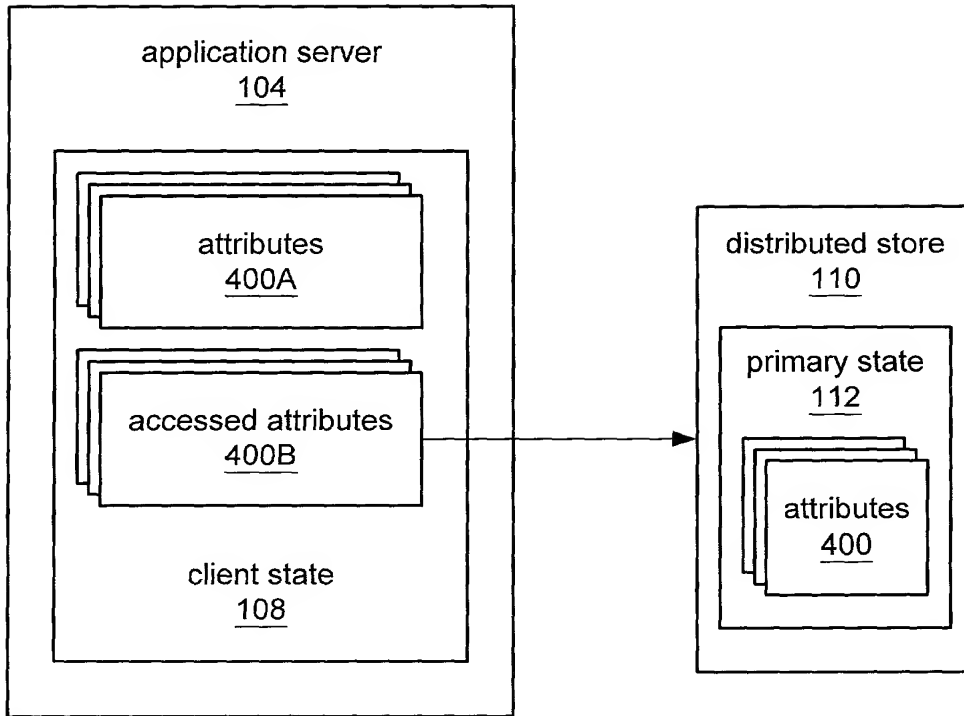 application server
104
attributes
400A
accessed attributes
400B
client state
108
distributed store
110
primary state
112
attributes
400